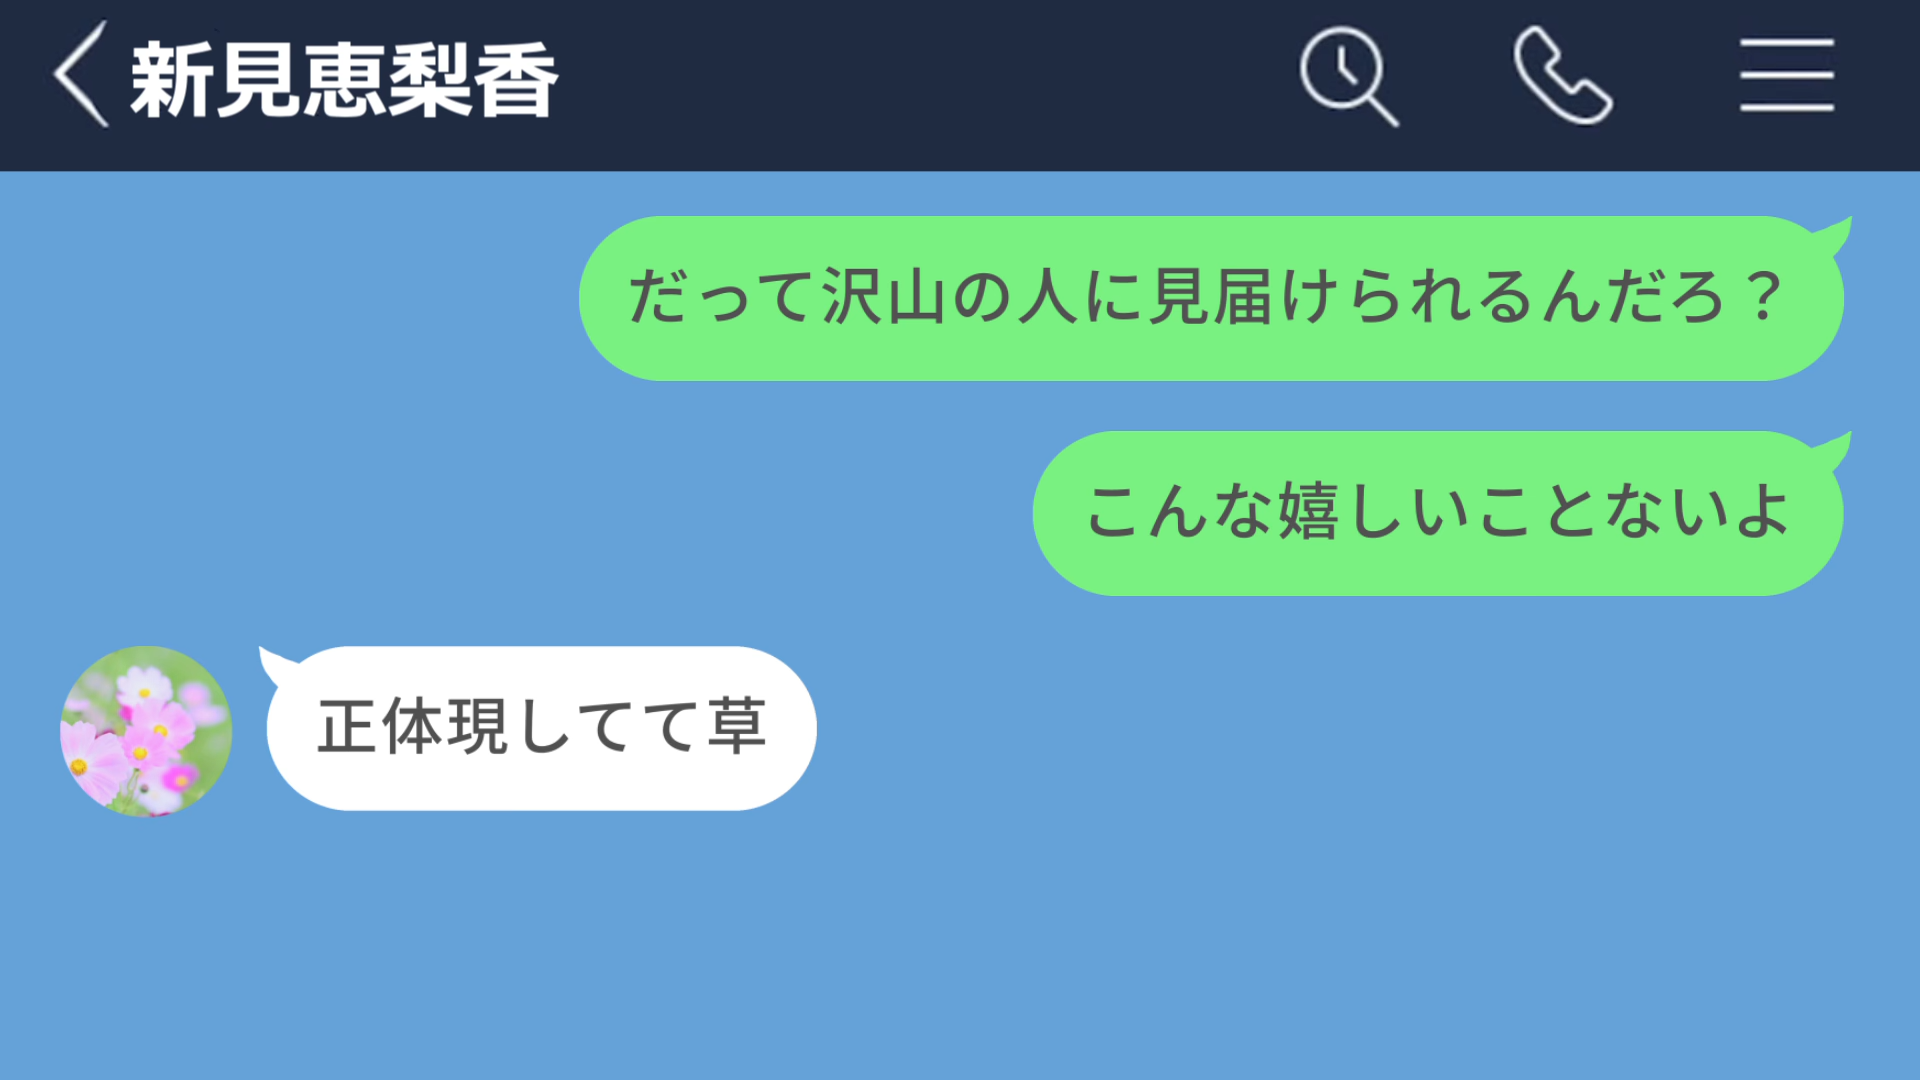 新見恵梨香
だって沢山の人に見届けられるんだろ？
こんな嬉しいことないよ
正体現してて草